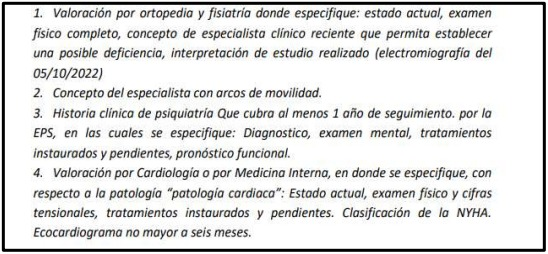 1. Valoración por ortopedia y fisiatría donde especifique: estado actual, examen
físico completo, concepto de especialista clínico reciente que permita establecer
una posible deficiencia, interpretación de estudio realizado (electromiografía del
05/10/2022)
2. Concepto del especialista con arcos de movilidad.
3. Historia clínica de psiquiatría Que cubra al menos 1 año de seguimiento. por la
EPS, en las cuales se especifique: Diagnostico, examen mental, tratamientos
instaurados y pendientes, pronóstico funcional.
4. Valoración por Cardiología o por Medicina Interna, en donde se especifique, con
respecto a la patología “patología cardiaca”: Estado actual, examen físico y cifras
tensionales, tratamientos instaurados y pendientes. Clasificación de la NYHA.
Ecocardiograma no mayor a seis meses.